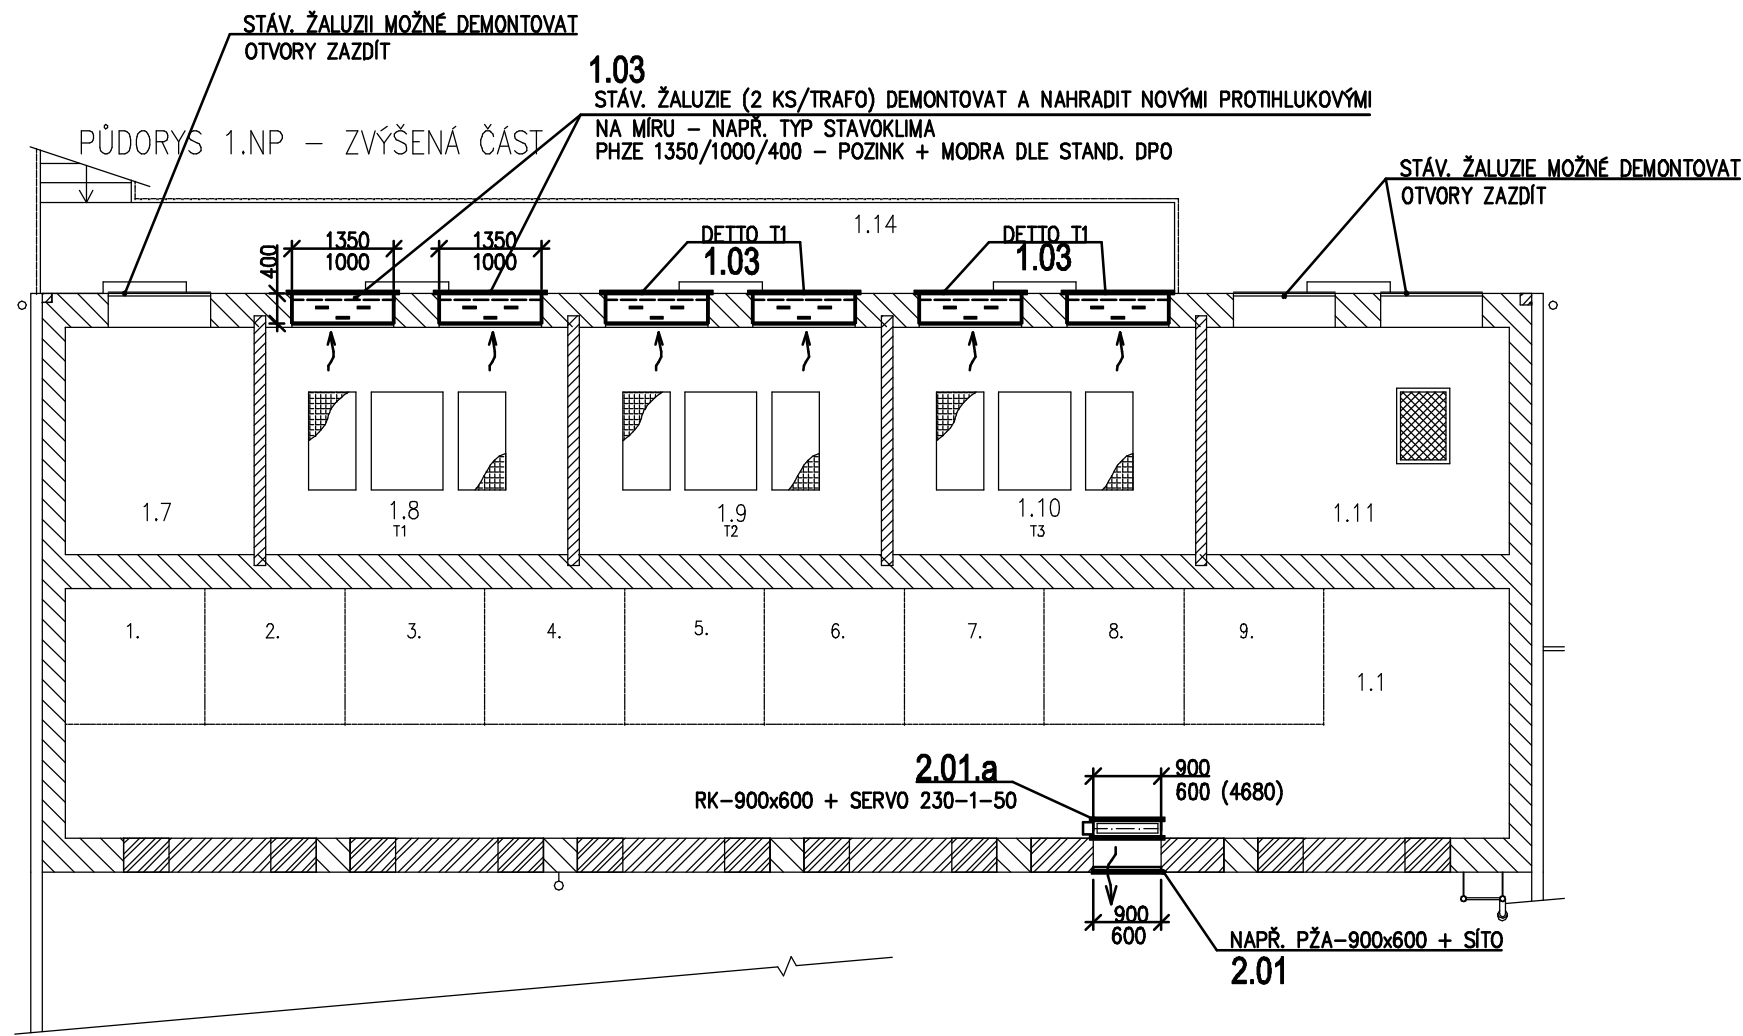 STÁV. ŽALUZII MOŽNÉ DEMONTOVAT
OTVORY ZAZDÍT
1.03
STÁV. ŽALUZIE (2 KS/TRAFO) DEMONTOVAT A NAHRADIT NOVÝMI PROTIHLUKOVÝMI
NA MÍRU – NAPŘ. TYP STAVOKLIMA
PHZE 1350/1000/400 – POZINK + MODRA DLE STAND. DPO
PŮDORYS 1.NP – ZVÝŠENÁ ČÁST
STÁV. ŽALUZIE MOŽNÉ DEMONTOVAT
OTVORY ZAZDÍT
1.14
400
1350
1000
1350
1000
DETTO T1
1.03
DETTO T1
1.03
1.7
1.8
T1
1.9
T2
1.10
T3
1.11
1.
2.
3.
4.
5.
6.
7.
8.
9.
1.1
2.01.a
RK–900x600 + SERVO 230–1–50
900
600 (4680)
900
600
NAPŘ. PŽA–900x600 + SÍTO
2.01